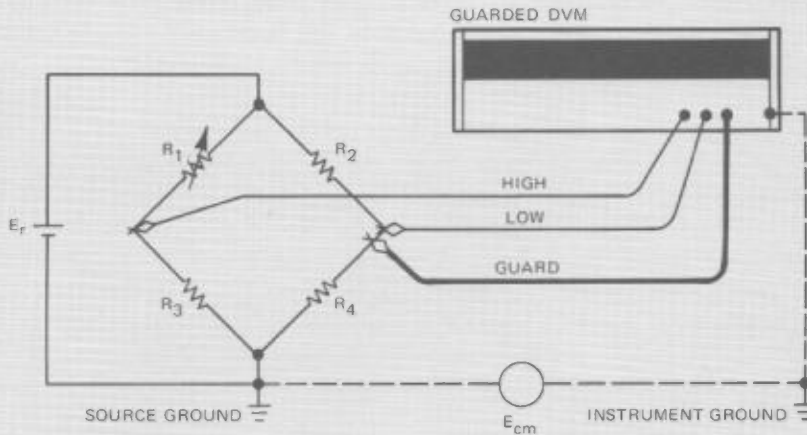 GUARDED DVM
R1
R2
HIGH
Er
LOW
GUARD
R3
R4
SOURCE GROUND
Ecm
INSTRUMENT GROUND